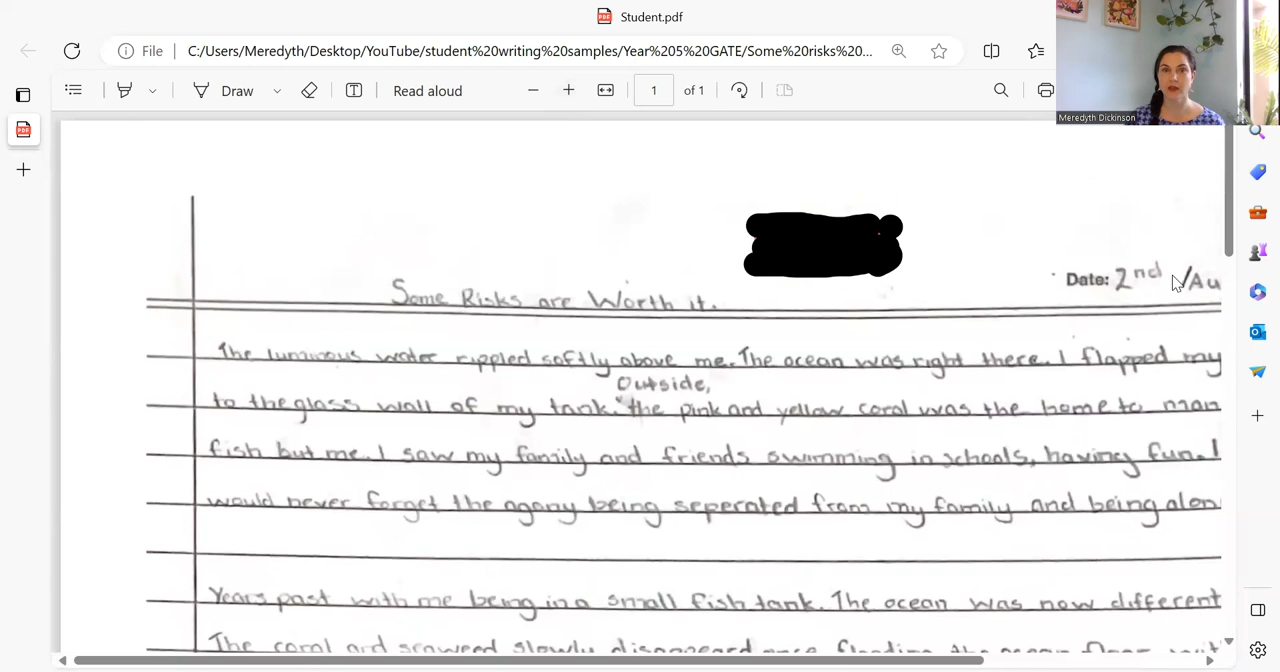 Student.pdf
File C:/Users/Meredyth/Desktop/YouTube/student%20writing%20samples/Year%205%20GATE/Some%20risks%20...
Draw Read aloud 1 of 1
Meredyth Dickinson
Date: 2nd /Au
Some Risks are Worth it.
The luminous water rippled softly above me. The ocean was right there. I flapped my
Outside,
to the glass wall of my tank. the pink and yellow coral was the home to man
fish but me. I saw my family and friends swimming in schools, having fun. I
would never forget the agony being seperated from my family and being alon
Years past with me being in a small fish tank. The ocean was now different
The coral and seaweed slowly disappeared once flooding the ocean floor